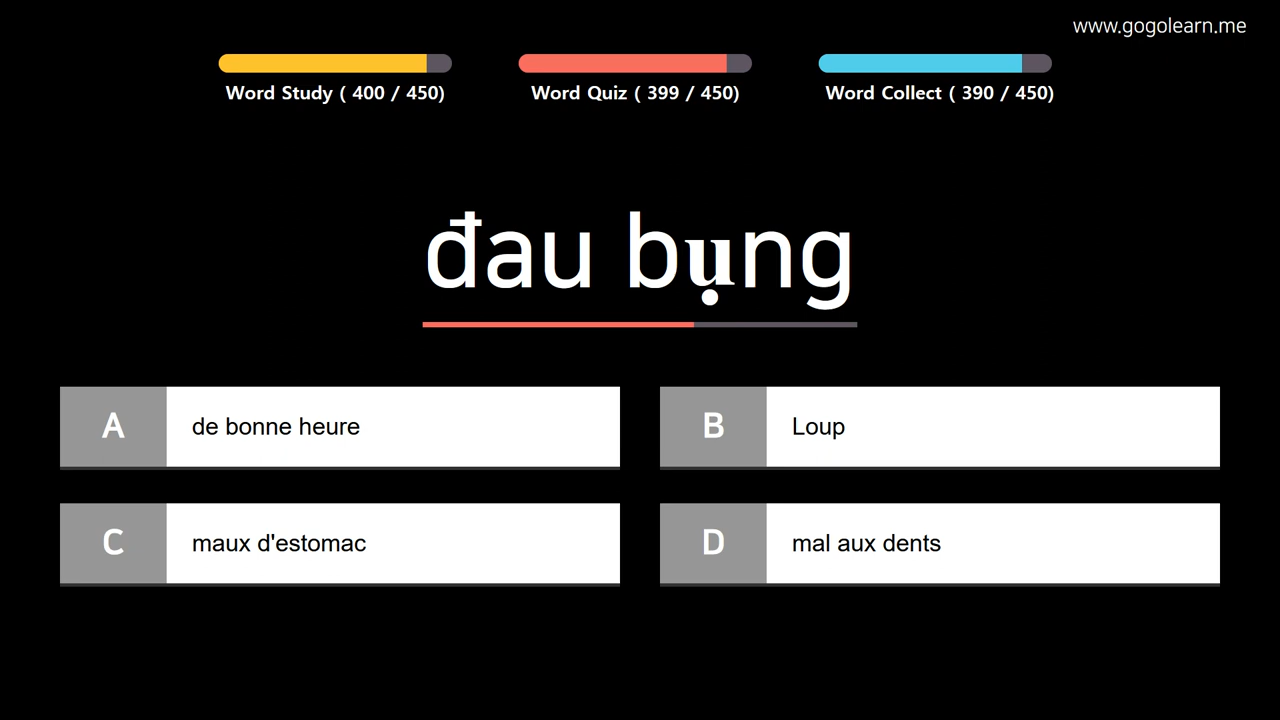 www.gogolearn.me
Word Study ( 400 / 450)
Word Quiz ( 399 / 450)
Word Collect ( 390 / 450)
đau bụng
A
de bonne heure
B
Loup
C
maux d'estomac
D
mal aux dents